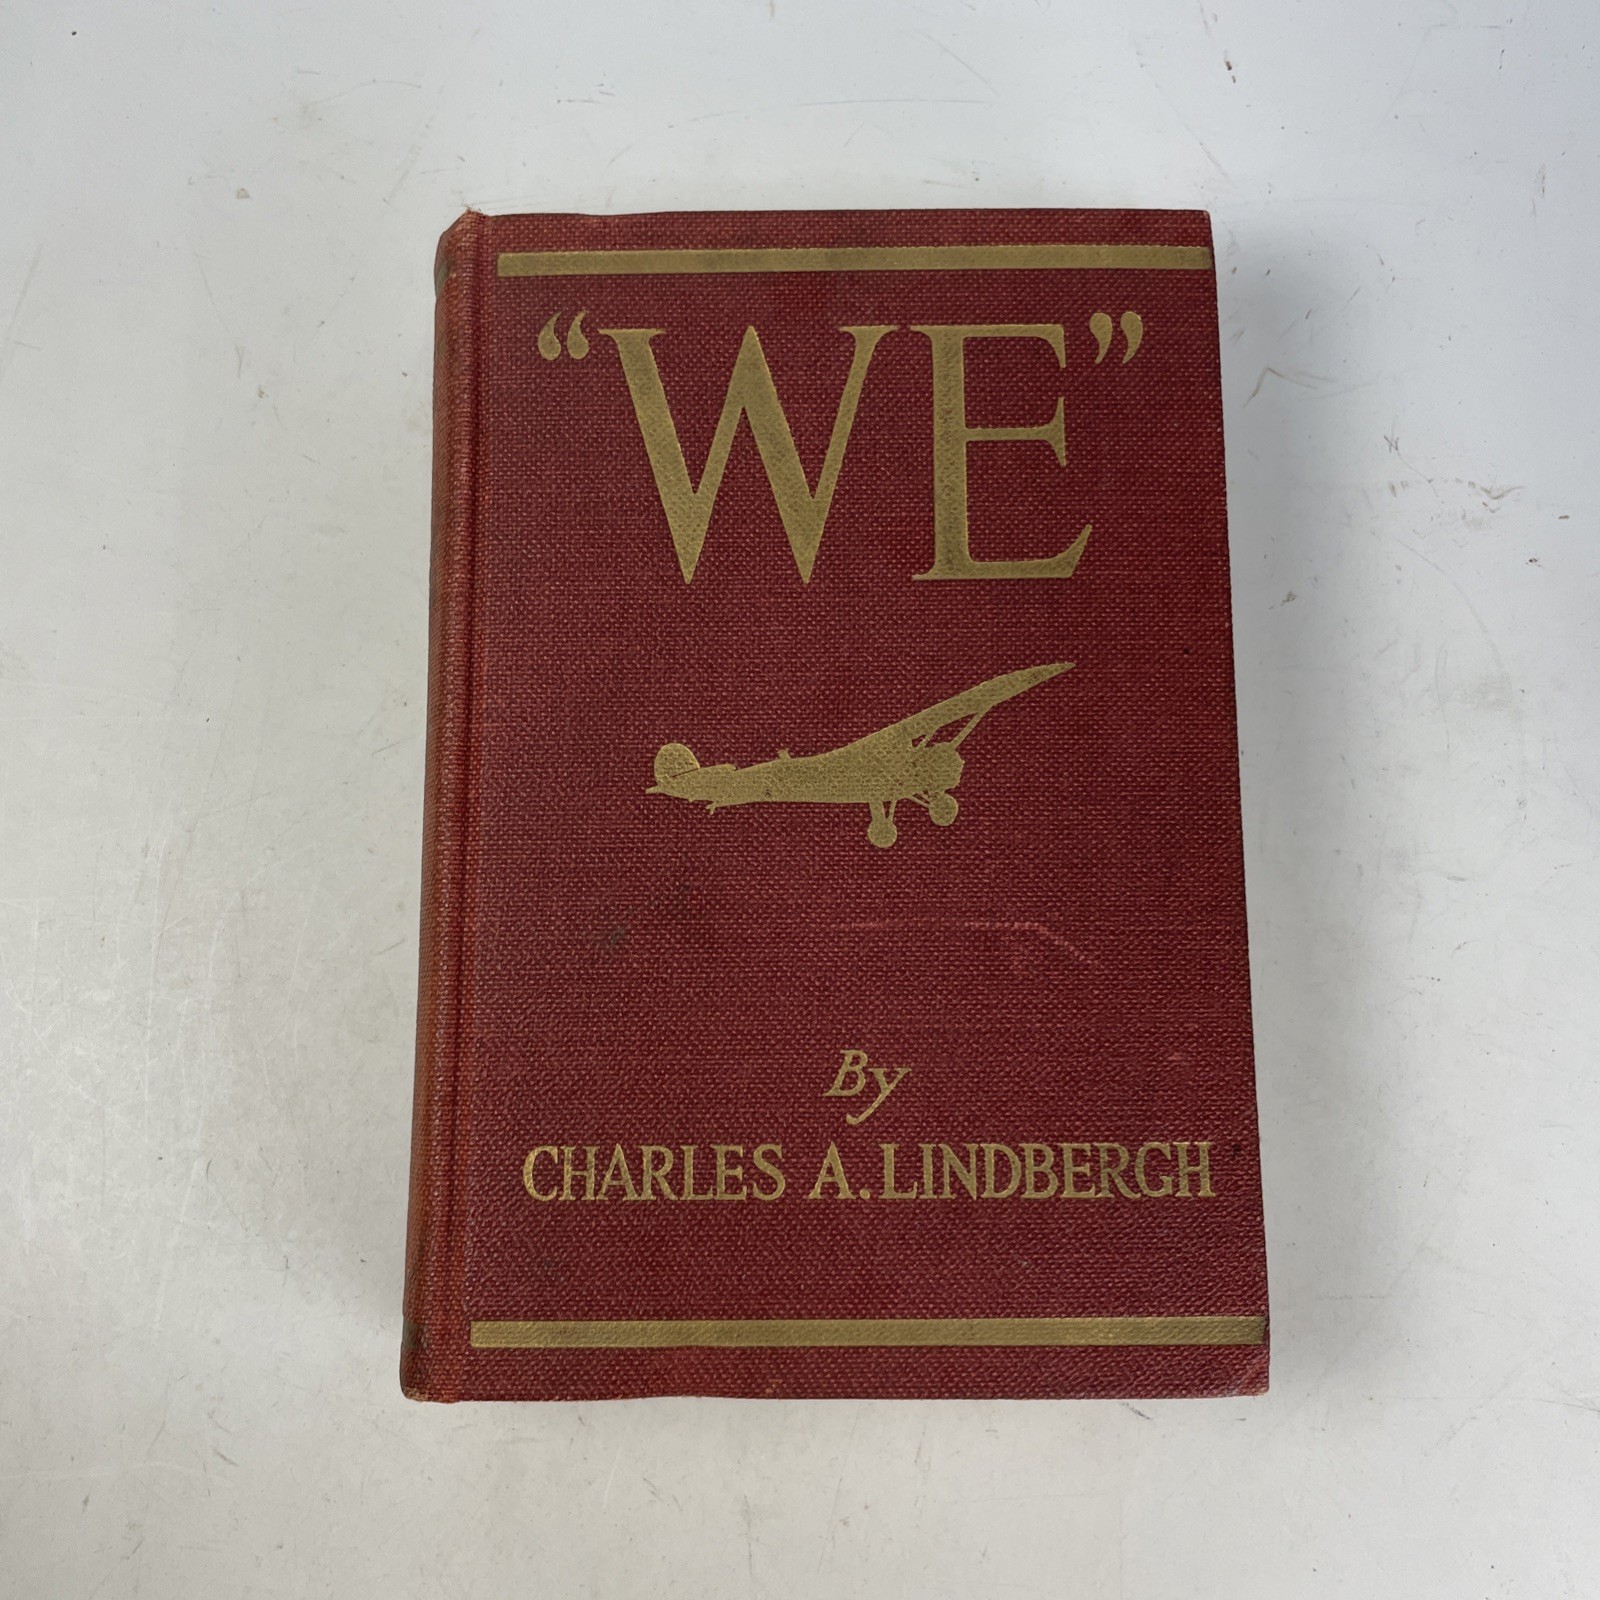 “WE”
By
CHARLES A. LINDBERGH